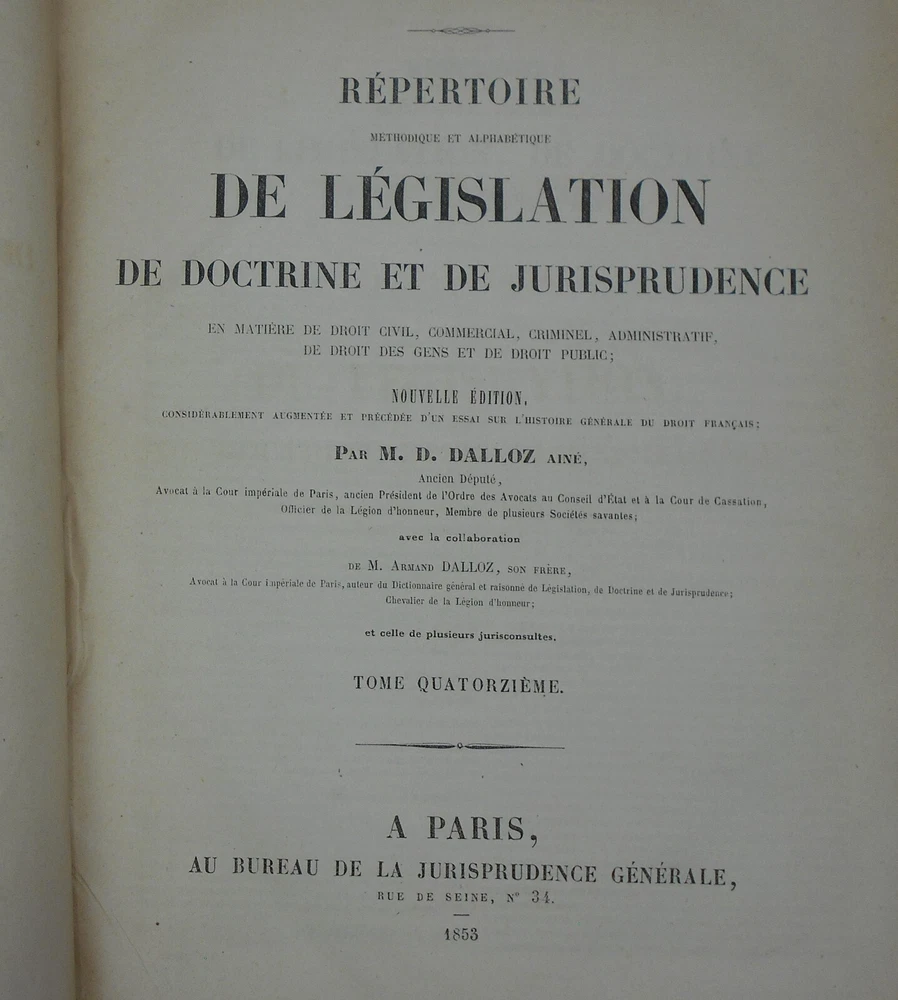 RÉPERTOIRE
METHODIQUE ET ALPHABÉTIQUE
DE LÉGISLATION
DE DOCTRINE ET DE JURISPRUDENCE
EN MATIÈRE DE DROIT CIVIL, COMMERCIAL, CRIMINEL, ADMINISTRATIF,
DE DROIT DES GENS ET DE DROIT PUBLIC;
NOUVELLE ÉDITION,
CONSIDÉRABLEMENT AUGMENTÉE ET PRÉCÉDÉE D'UN ESSAI SUR L'HISTOIRE GÉNÉRALE DU DROIT FRANÇAIS;
PAR M. D. DALLOZ AINÉ,
Ancien Député,
Avocat à la Cour impériale de Paris, ancien Président de l'Ordre des Avocats au Conseil d'État et à la Cour de Cassation,
Officier de la Légion d'honneur, Membre de plusieurs Sociétés savantes;
avec la collaboration
DE M. ARMAND DALLOZ, SON FRÈRE,
Avocat à la Cour impériale de Paris, auteur du Dictionnaire général et raisonné de Législation, de Doctrine et de Jurisprudence;
Chevalier de la Légion d'honneur;
et celle de plusieurs jurisconsultes.
TOME QUATORZIÈME.
A PARIS,
AU BUREAU DE LA JURISPRUDENCE GÉNÉRALE,
RUE DE SEINE, N° 34.
1853